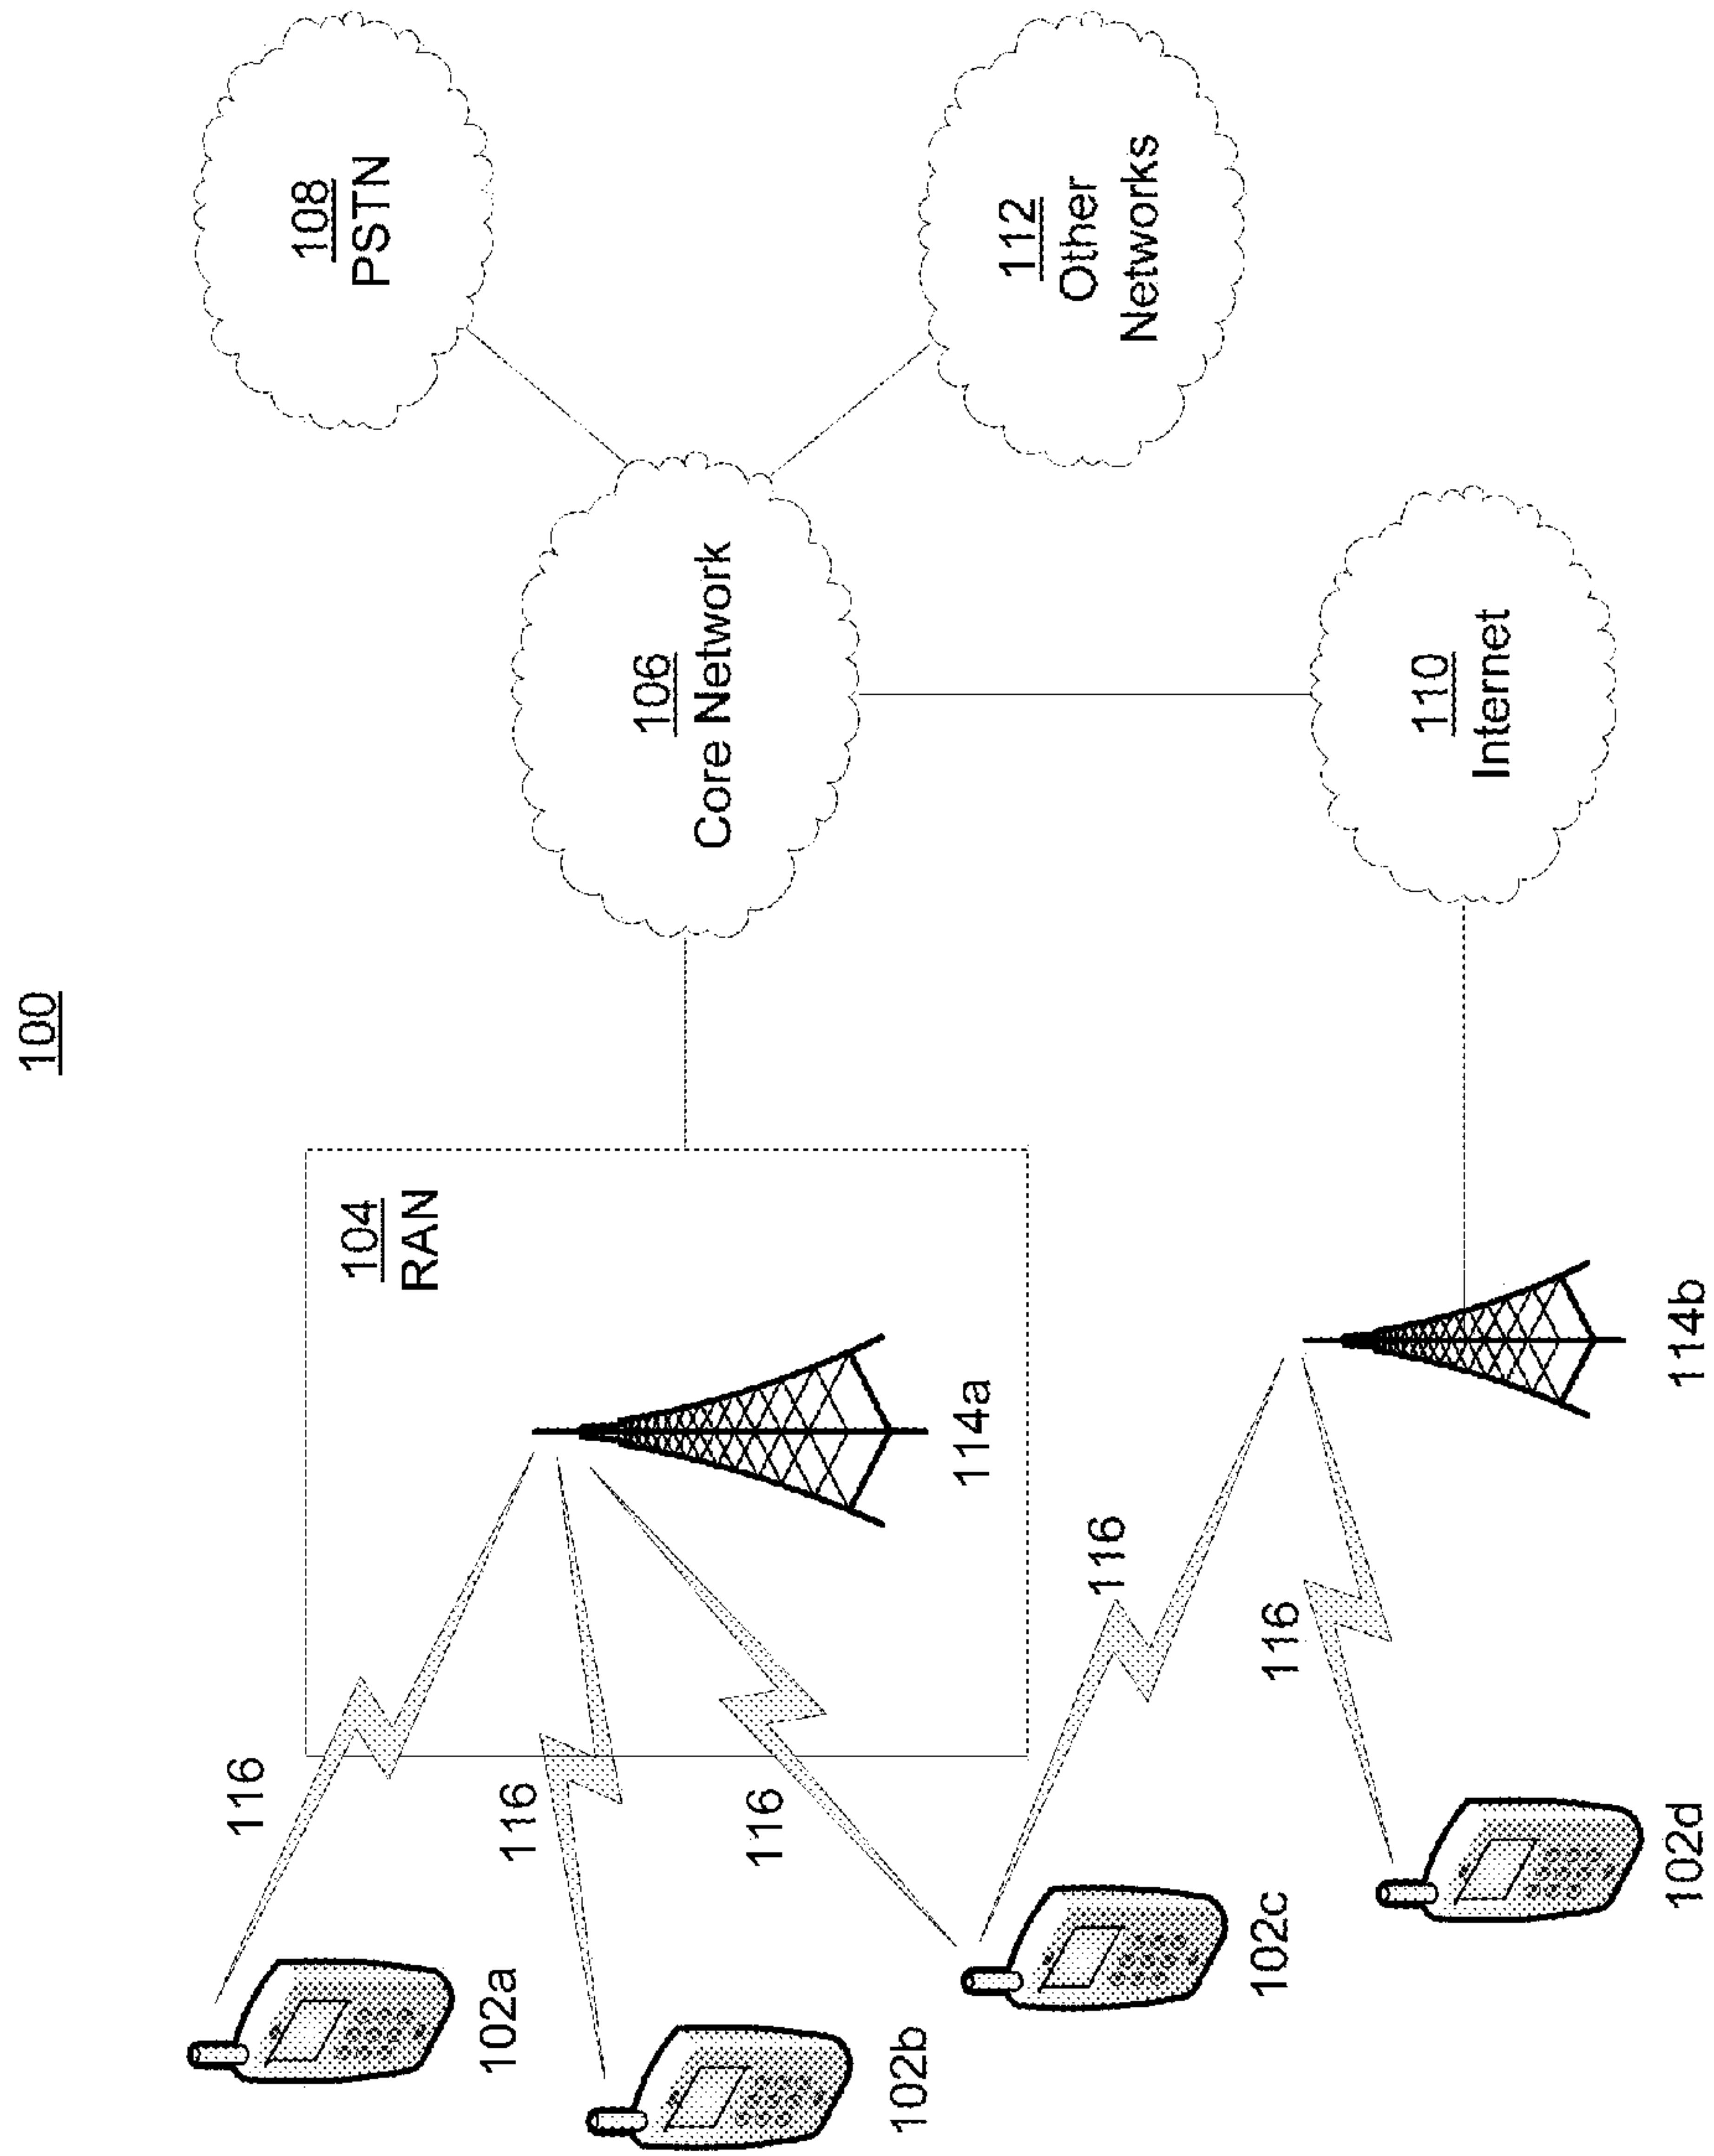 100
108
PSTN
106
Core Network
112
Other
Networks
104
RAN
114a
110
Internet
116
116
116
116
116
114b
102a
102b
102c
102d